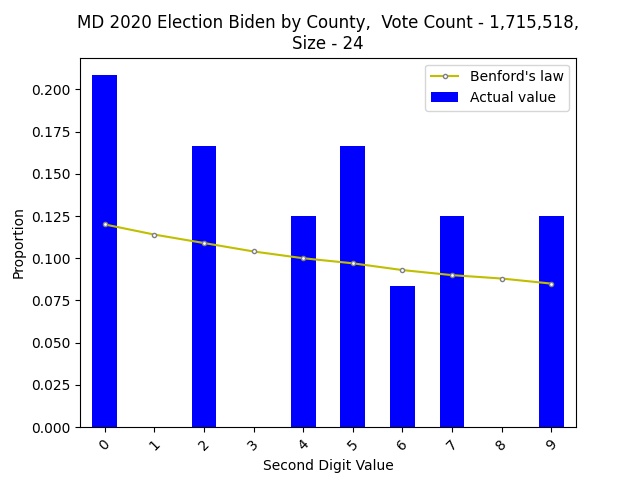 MD 2020 Election Biden by County,  Vote Count - 1,715,518,
Size - 24
Benford's law
Actual value
0.200
0.175
0.150
0.125
0.100
0.075
0.050
0.025
0.000
Proportion
0 1 2 3 4 5 6 7 8 9
Second Digit Value